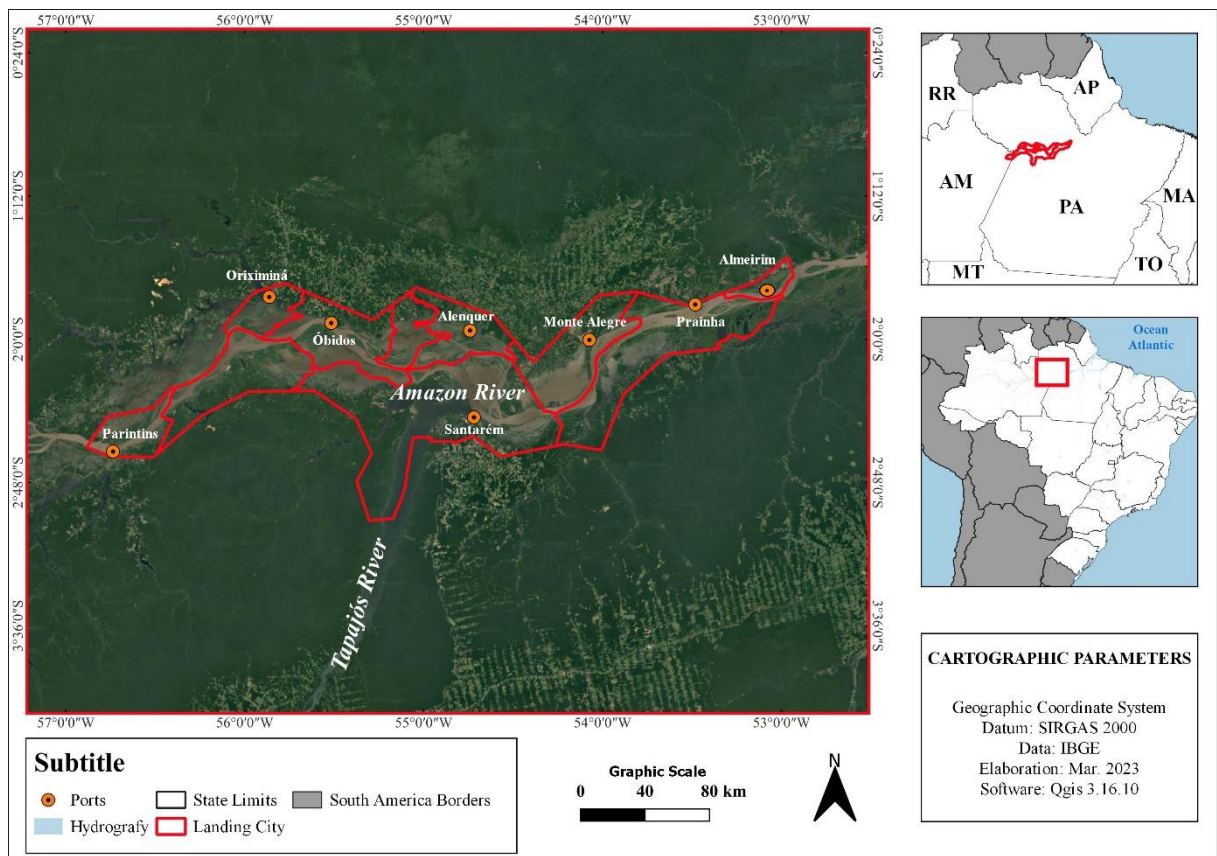 57°0'0"W 56°0'0"W 55°0'0"W 54°0'0"W 53°0'0"W
0°24'0"S
0°24'0"S
1°12'0"S
1°12'0"S
2°0'0"S
2°0'0"S
2°48'0"S
2°48'0"S
3°36'0"S
3°36'0"S
Almeirim
Oriximiná
Alenquer
Monte Alegre
Prainha
Óbidos
Amazon River
Santarém
Parintins
Tapajós River
57°0'0"W 56°0'0"W 55°0'0"W 54°0'0"W 53°0'0"W
RR
AP
AM
PA
MA
MT
TO
Ocean
Atlantic
Subtitle
Ports State Limits South America Borders
Hydrografy Landing City
Graphic Scale
0 40 80 km
N
CARTOGRAPHIC PARAMETERS
Geographic Coordinate System
Datum: SIRGAS 2000
Data: IBGE
Elaboration: Mar. 2023
Software: Qgis 3.16.10